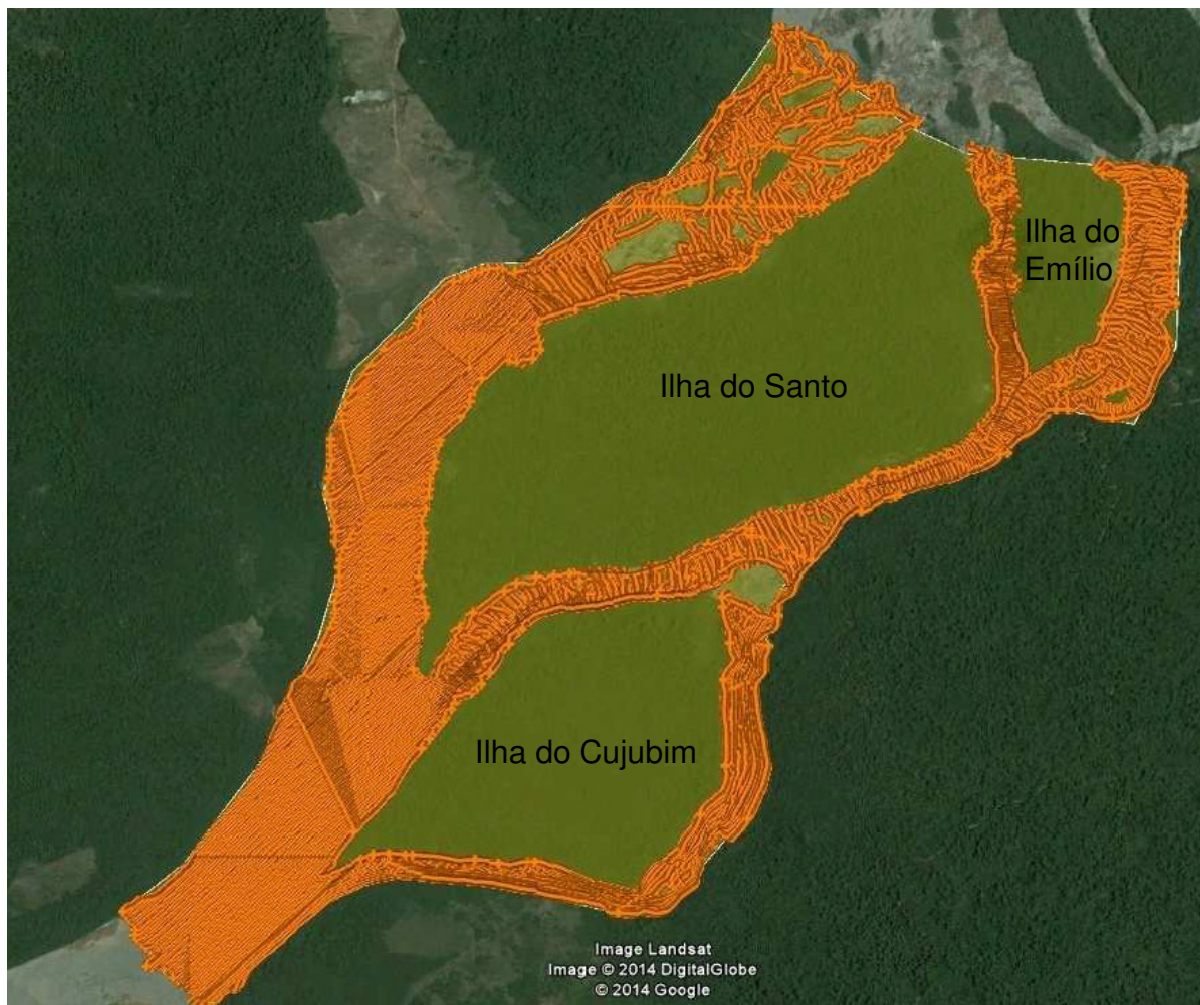 Ilha do
Emílio
Ilha do Santo
Ilha do Cujubim
Image Landsat
Image © 2014 DigitalGlobe
© 2014 Google